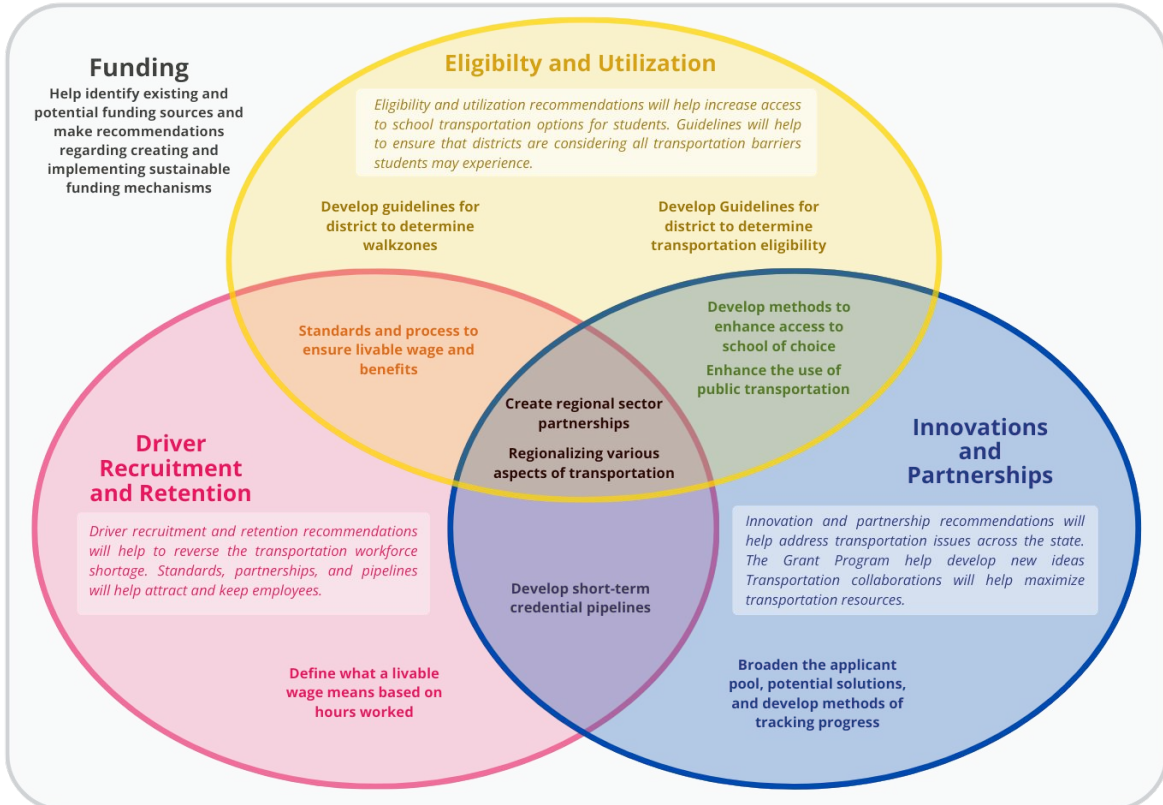 Funding
Help identify existing and
potential funding sources and
make recommendations
regarding creating and
implementing sustainable
funding mechanisms
Eligibilty and Utilization
Eligibility and utilization recommendations will help increase access
to school transportation options for students. Guidelines will help
to ensure that districts are considering all transportation barriers
students may experience.
Develop guidelines for
district to determine
walkzones
Develop Guidelines for
district to determine
transportation eligibility
Standards and process to
ensure livable wage and
benefits
Develop methods to
enhance access to
school of choice
Enhance the use of
public transportation
Create regional sector
partnerships
Regionalizing various
aspects of transportation
Driver
Recruitment
and Retention
Driver recruitment and retention recommendations
will help to reverse the transportation workforce
shortage. Standards, partnerships, and pipelines
will help attract and keep employees.
Innovations
and
Partnerships
Innovation and partnership recommendations will
help address transportation issues across the state.
The Grant Program help develop new ideas
Transportation collaborations will help maximize
transportation resources.
Develop short-term
credential pipelines
Define what a livable
wage means based on
hours worked
Broaden the applicant
pool, potential solutions,
and develop methods of
tracking progress